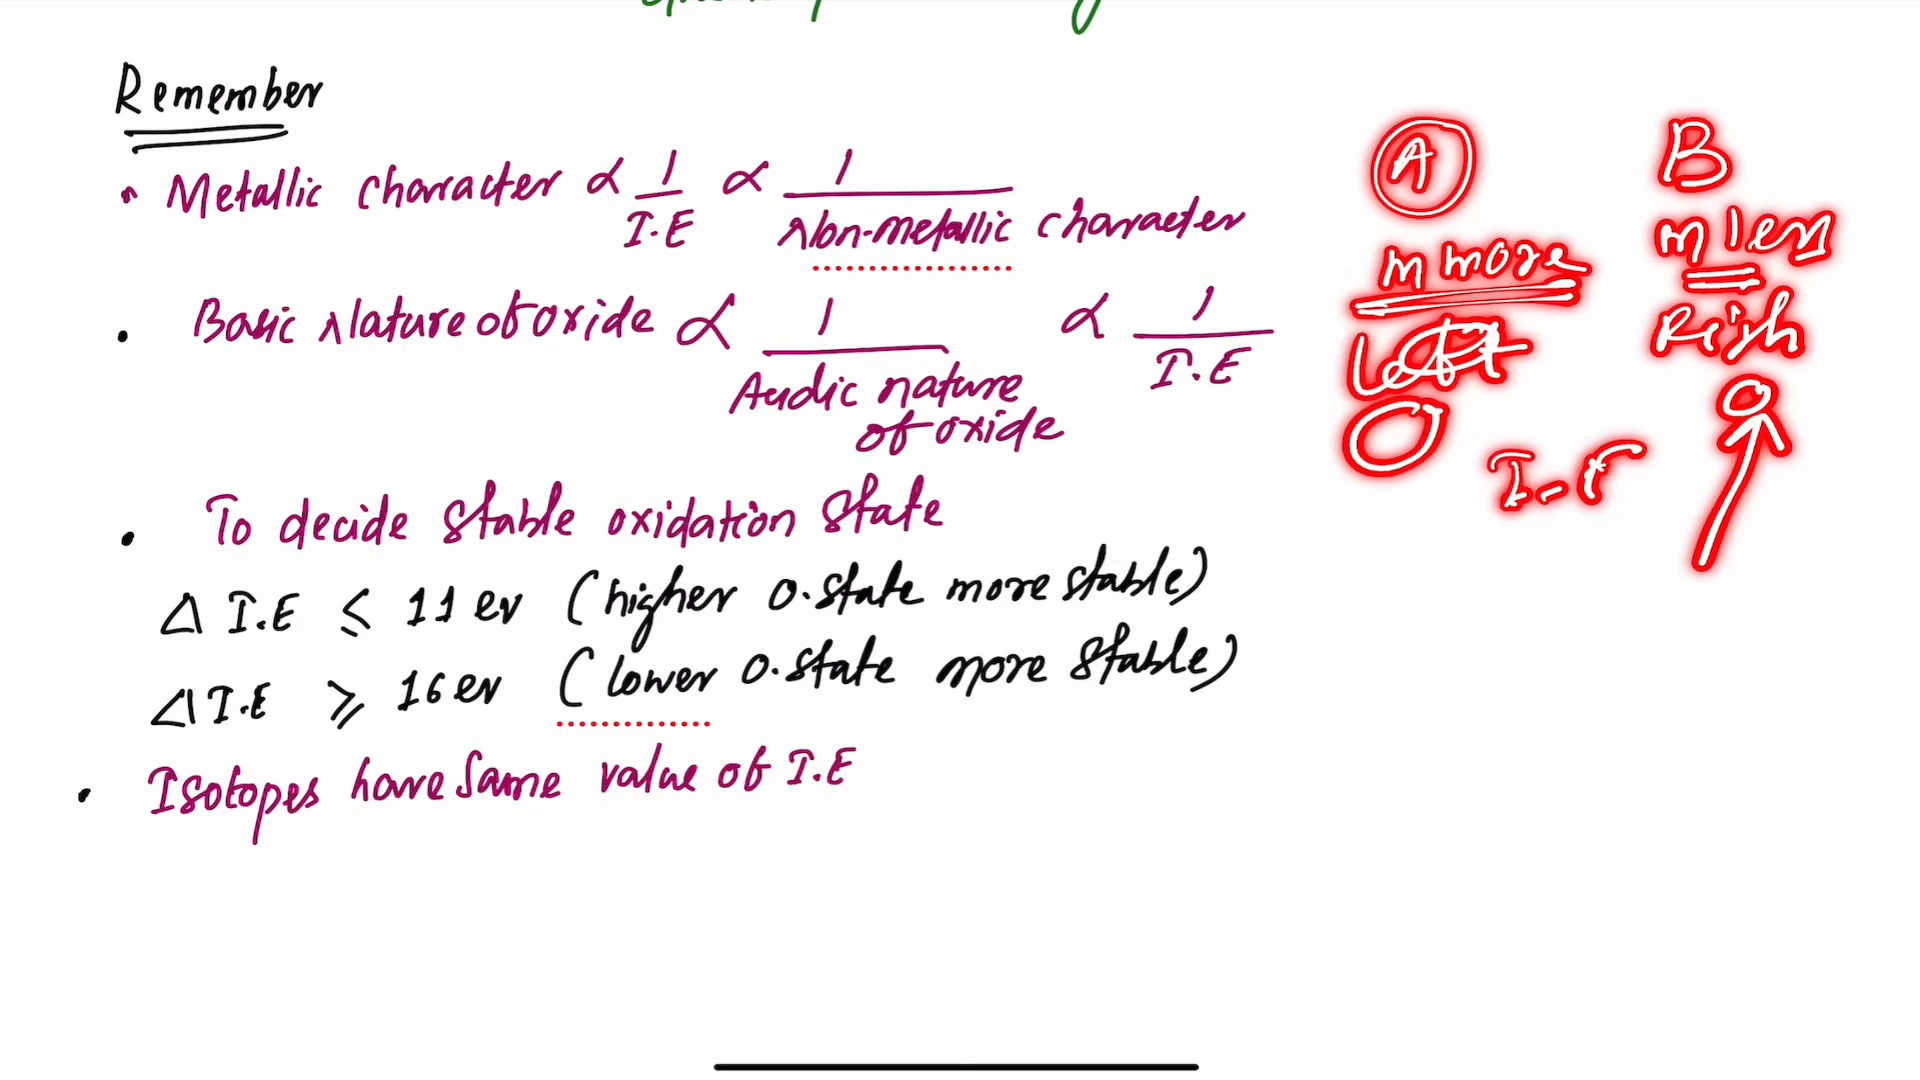 Remember
• Metallic character ∝ 1/I.E ∝ 1/Non-metallic character
• Basic Nature of oxide ∝ 1/Acidic nature of oxide ∝ 1/I.E
• To decide stable oxidation state
Δ I.E ≤ 11 ev (higher O.state more stable)
Δ I.E ≥ 16 ev (lower O.state more stable)
• Isotopes have same value of I.E
A B
m more m less
Left Righ
I-E